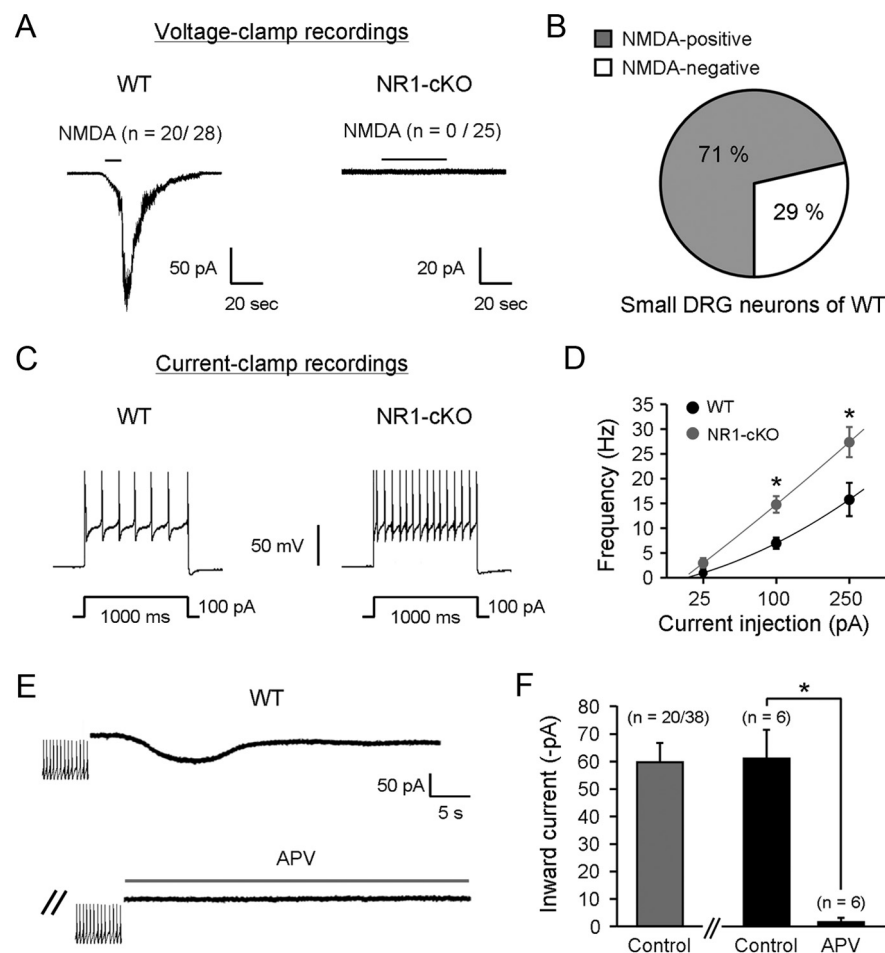 A
Voltage-clamp recordings
WT
NR1-cKO
NMDA (n = 20/ 28)
NMDA (n = 0 / 25)
50 pA
20 sec
20 pA
20 sec
B
NMDA-positive
NMDA-negative
71 %
29 %
Small DRG neurons of WT
C
Current-clamp recordings
WT
NR1-cKO
50 mV
1000 ms
100 pA
1000 ms
100 pA
D
Frequency (Hz)
35
30
25
20
15
10
5
0
WT
NR1-cKO
*
*
25
100
250
Current injection (pA)
E
WT
50 pA
5 s
APV
//
F
Inward current (-pA)
80
70
60
50
40
30
20
10
0
(n = 20/38)
(n = 6)
*
(n = 6)
Control
//
Control
APV